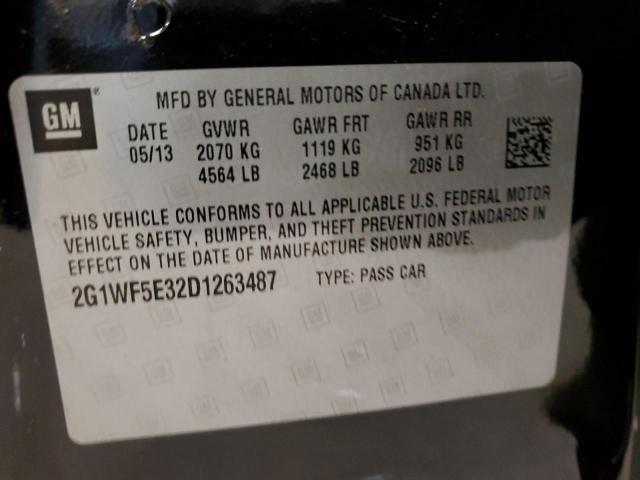 GM ® MFD BY GENERAL MOTORS OF CANADA LTD.
DATE GVWR GAWR FRT GAWR RR
05/13 2070 KG 1119 KG 951 KG
4564 LB 2468 LB 2096 LB
THIS VEHICLE CONFORMS TO ALL APPLICABLE U.S. FEDERAL MOTOR
VEHICLE SAFETY, BUMPER, AND THEFT PREVENTION STANDARDS IN
EFFECT ON THE DATE OF MANUFACTURE SHOWN ABOVE.
2G1WF5E32D1263487 TYPE: PASS CAR